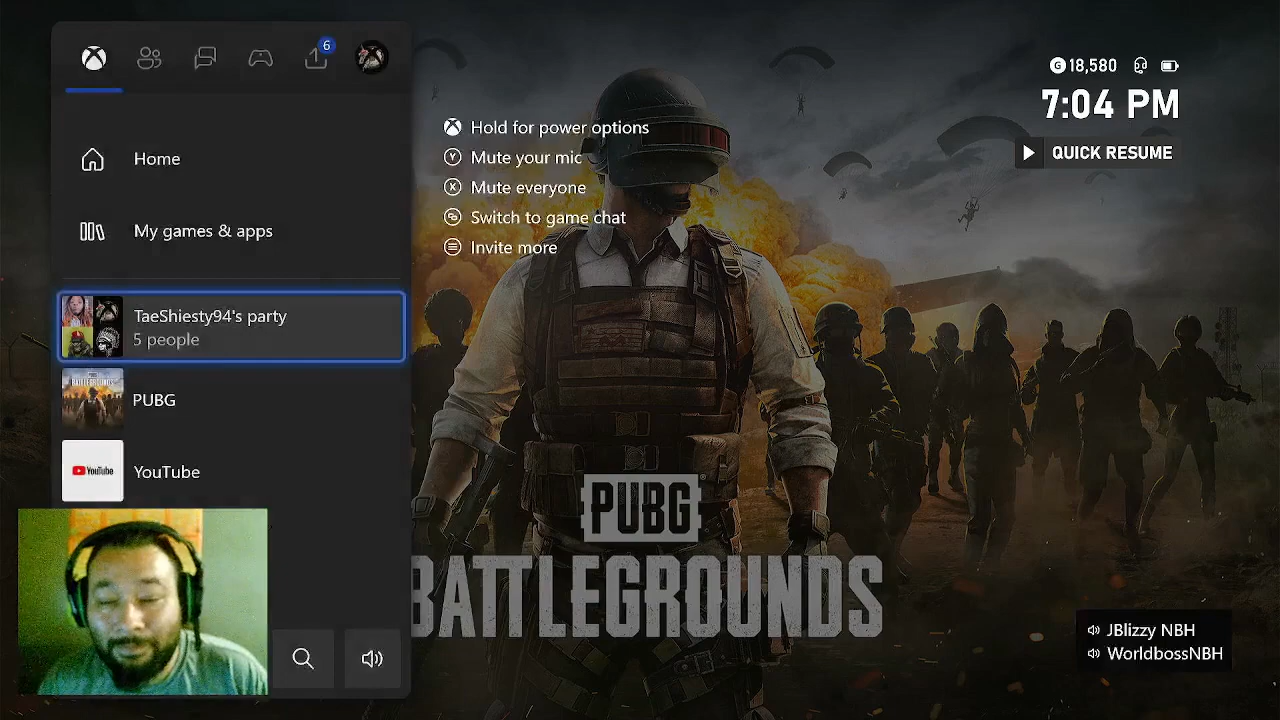 6
Home
My games & apps
TaeShiesty94's party
5 people
PUBG
YouTube
Hold for power options
Mute your mic
Mute everyone
Switch to game chat
Invite more
G 18,580
7:04 PM
QUICK RESUME
BATTLEGROUNDS
YouTube
PUBG
BATTLEGROUNDS
JBlizzy NBH
WorldbossNBH